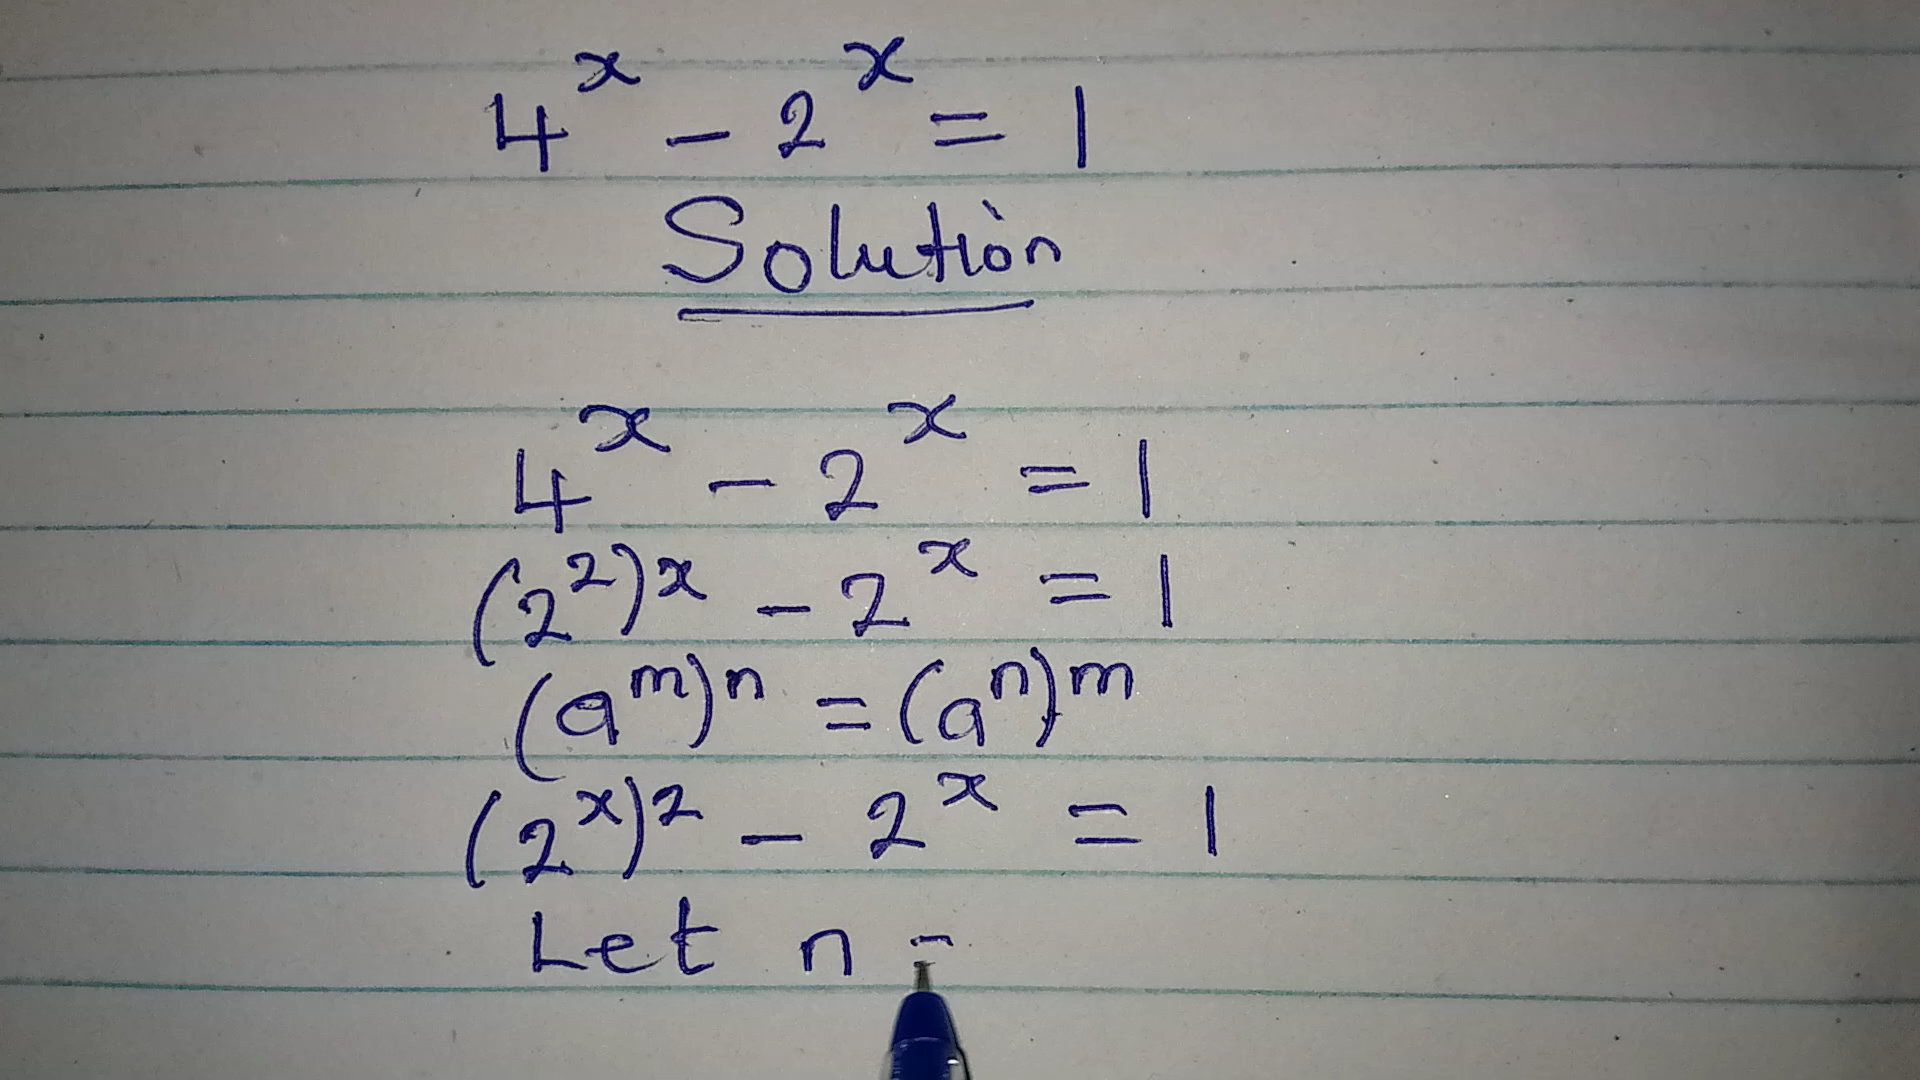 4^x - 2^x = 1
Solution
4^x - 2^x = 1
(2^2)^x - 2^x = 1
(a^m)^n = (a^n)^m
(2^x)^2 - 2^x = 1
Let n =